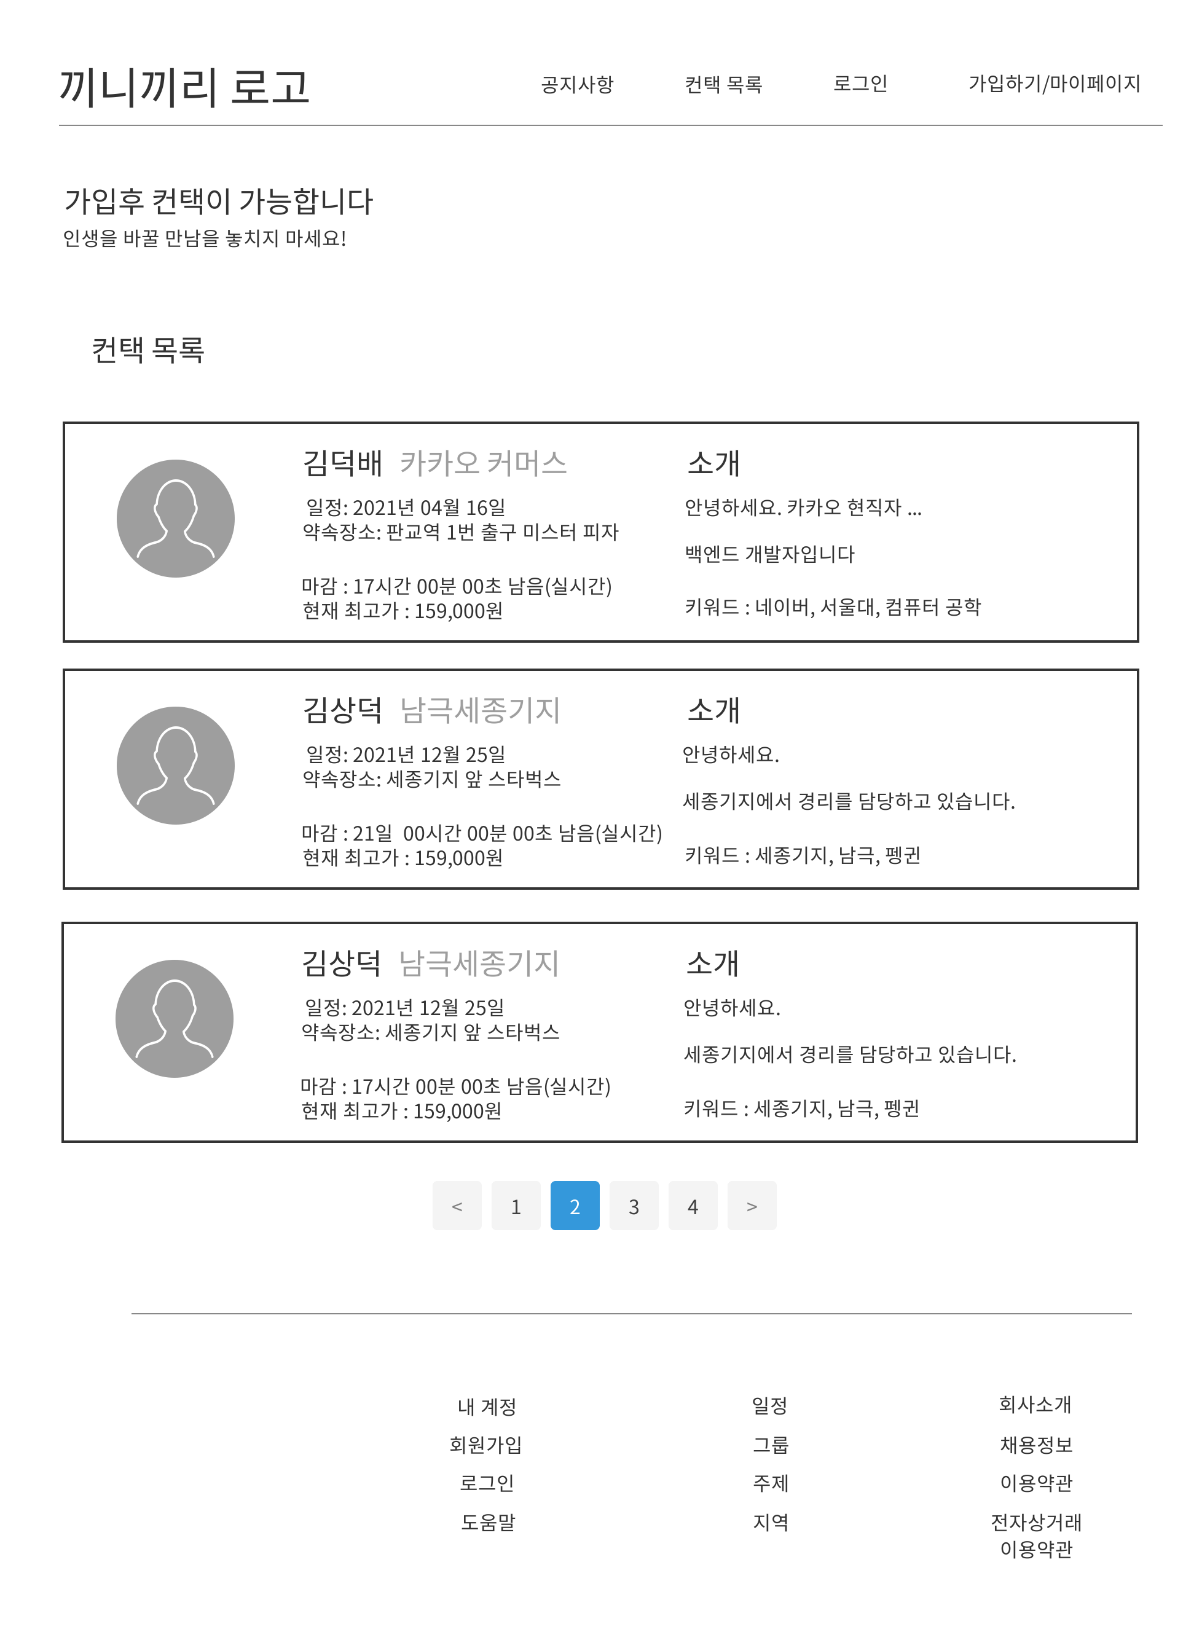 끼니끼리 로고
공지사항
컨택 목록
로그인
가입하기/마이페이지
가입후 컨택이 가능합니다
인생을 바꿀 만남을 놓치지 마세요!
컨택 목록
김덕배 카카오 커머스
일정: 2021년 04월 16일
약속장소: 판교역 1번 출구 미스터 피자
마감 : 17시간 00분 00초 남음(실시간)
현재 최고가 : 159,000원
소개
안녕하세요. 카카오 현직자 ...
백엔드 개발자입니다
키워드 : 네이버, 서울대, 컴퓨터 공학
김상덕 남극세종기지
일정: 2021년 12월 25일
약속장소: 세종기지 앞 스타벅스
마감 : 21일 00시간 00분 00초 남음(실시간)
현재 최고가 : 159,000원
소개
안녕하세요.
세종기지에서 경리를 담당하고 있습니다.
키워드 : 세종기지, 남극, 펭귄
김상덕 남극세종기지
일정: 2021년 12월 25일
약속장소: 세종기지 앞 스타벅스
마감 : 17시간 00분 00초 남음(실시간)
현재 최고가 : 159,000원
소개
안녕하세요.
세종기지에서 경리를 담당하고 있습니다.
키워드 : 세종기지, 남극, 펭귄
< 1 2 3 4 >
내 계정
회원가입
로그인
도움말
일정
그룹
주제
지역
회사소개
채용정보
이용약관
전자상거래
이용약관